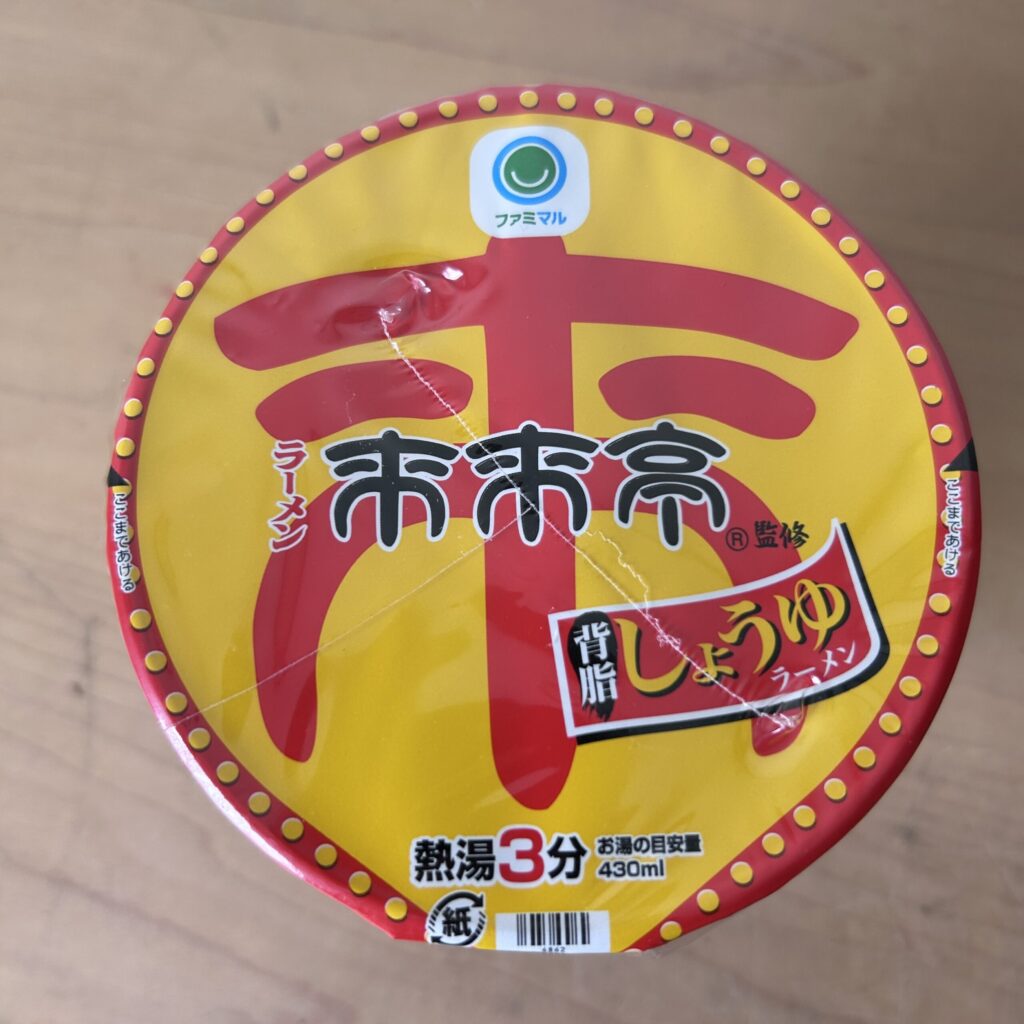 ファミマル
来
ラーメン
来来亭
® 監修
背脂
しょうゆ
ラーメン
ここまであける
ここまであける
熱湯3分
お湯の目安量
430ml
紙
6862